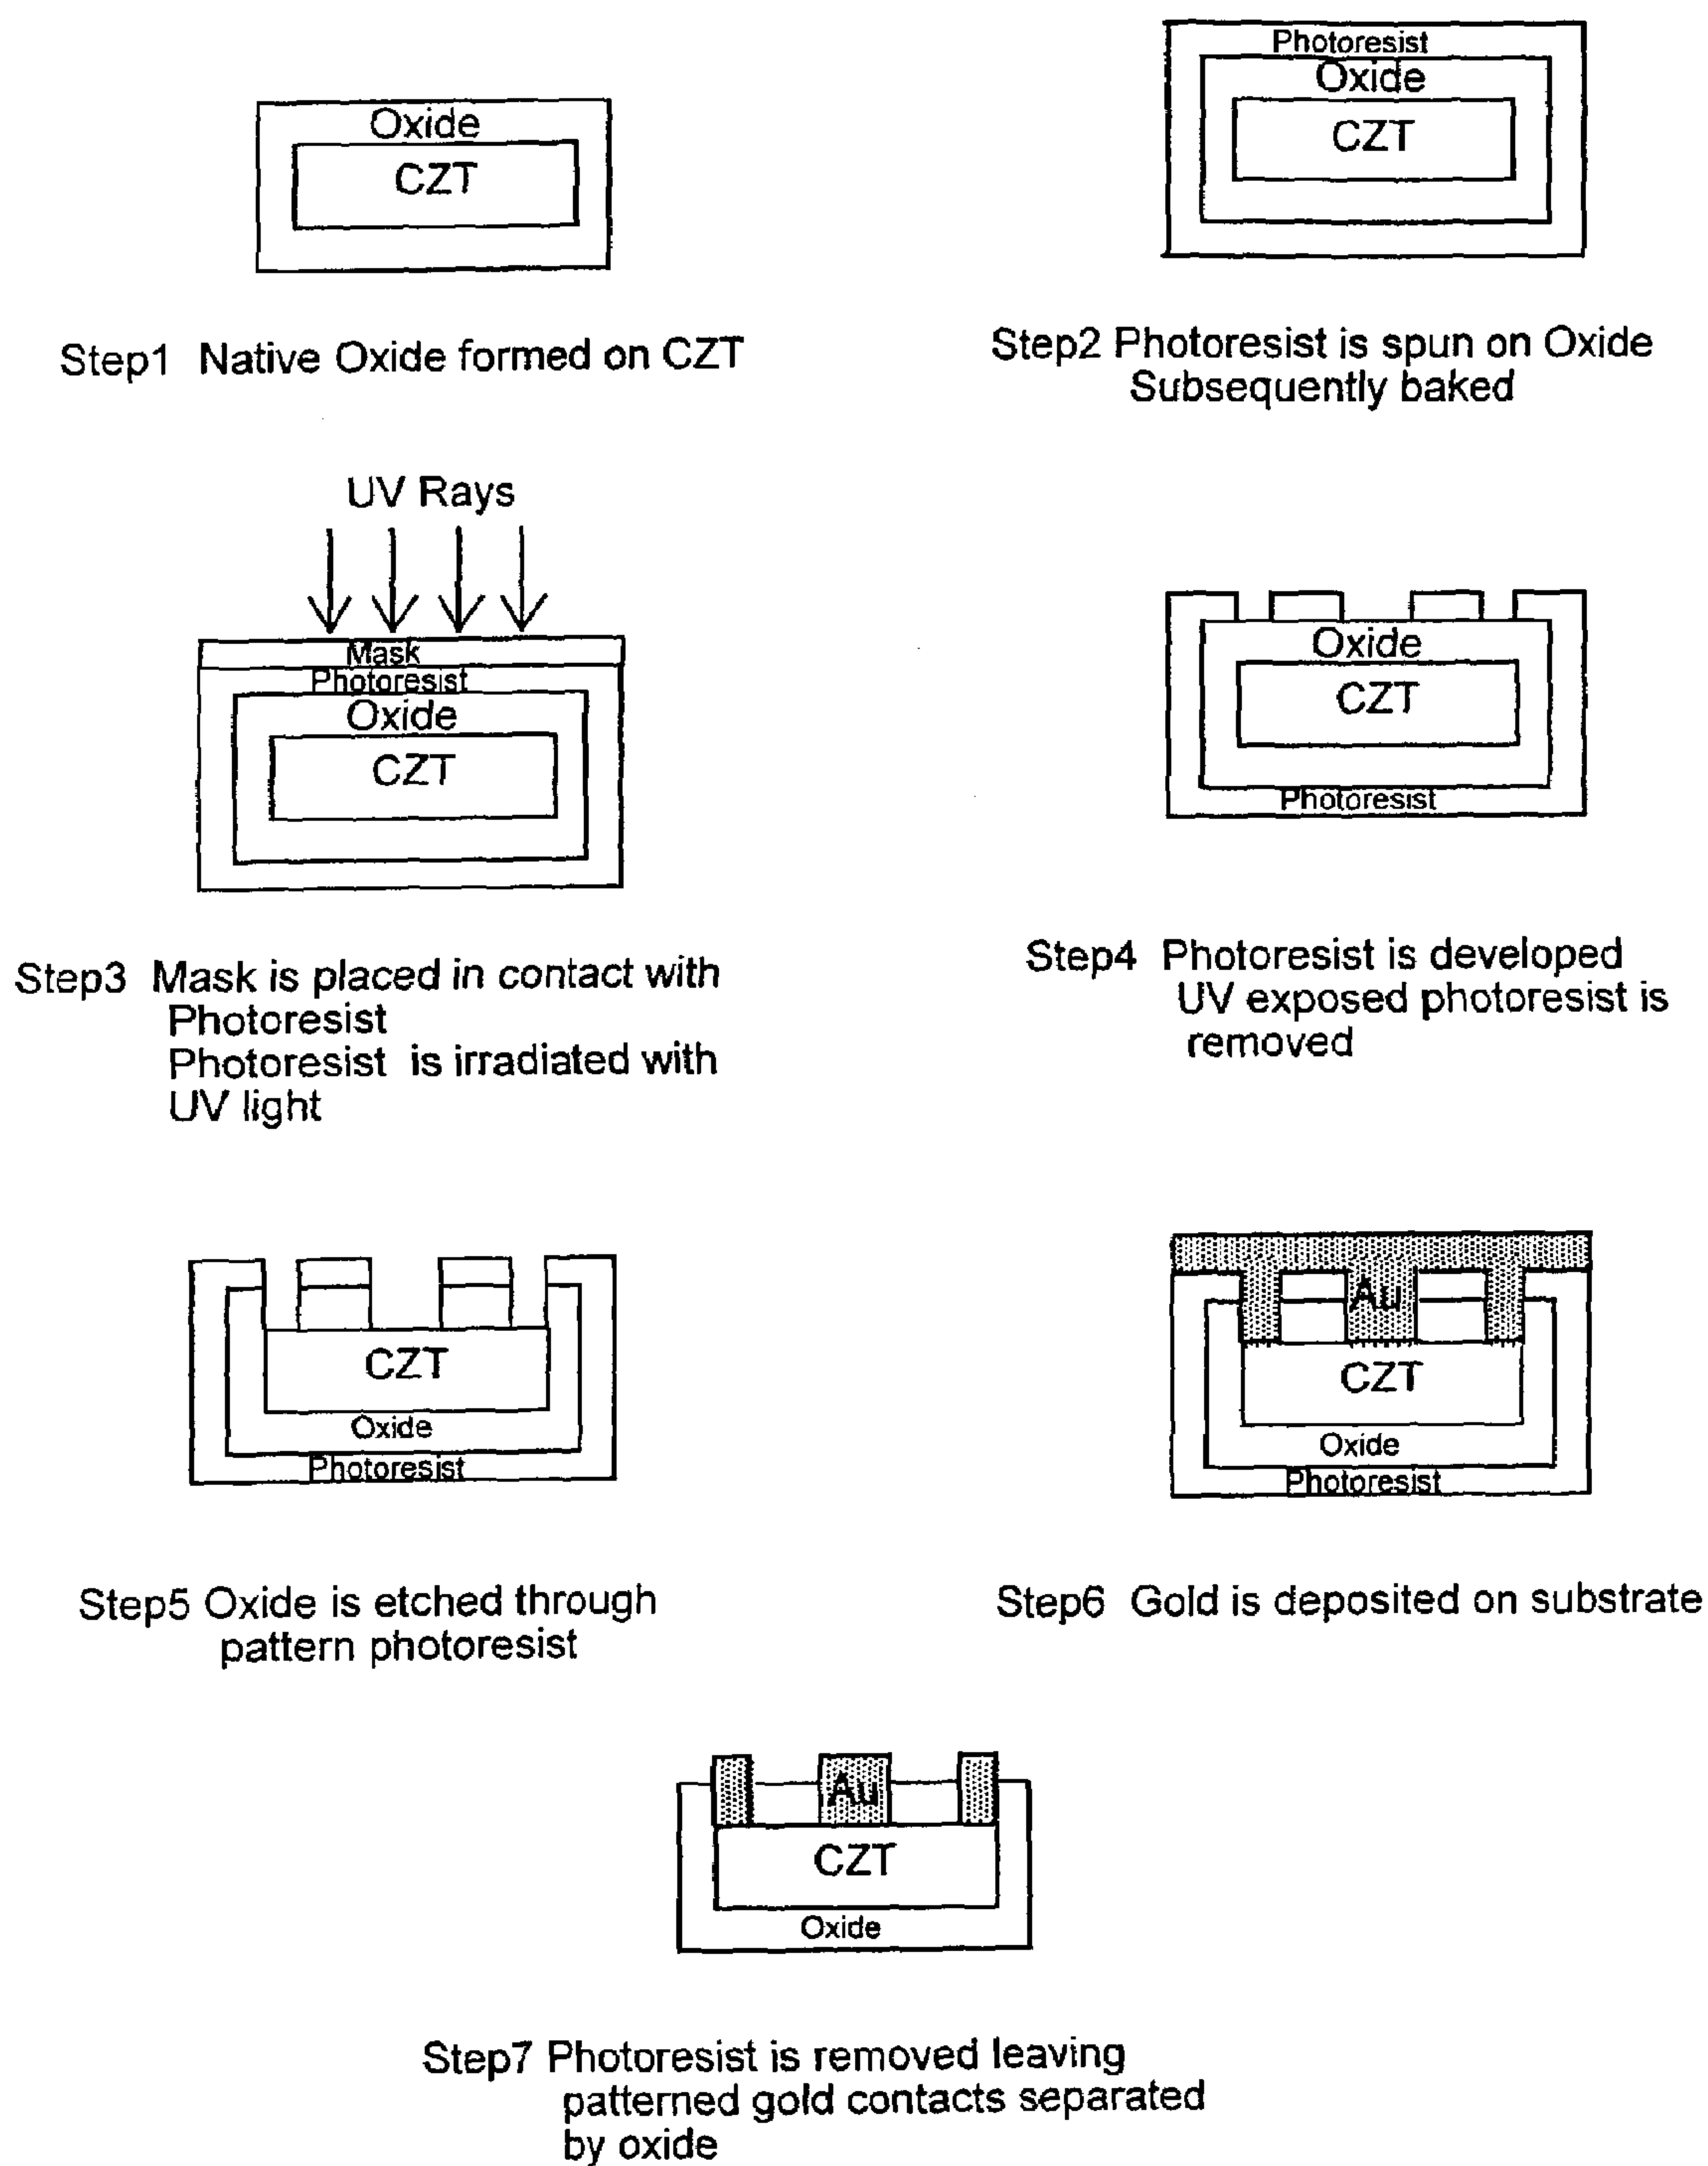 Oxide
CZT
Step1 Native Oxide formed on CZT
Photoresist
Oxide
CZT
Step2 Photoresist is spun on Oxide
Subsequently baked
UV Rays
Mask
Photoresist
Oxide
CZT
Step3 Mask is placed in contact with
Photoresist
Photoresist is irradiated with
UV light
Oxide
CZT
Photoresist
Step4 Photoresist is developed
UV exposed photoresist is
removed
CZT
Oxide
Photoresist
Step5 Oxide is etched through
pattern photoresist
Au
CZT
Oxide
Photoresist
Step6 Gold is deposited on substrate
Au
CZT
Oxide
Step7 Photoresist is removed leaving
patterned gold contacts separated
by oxide